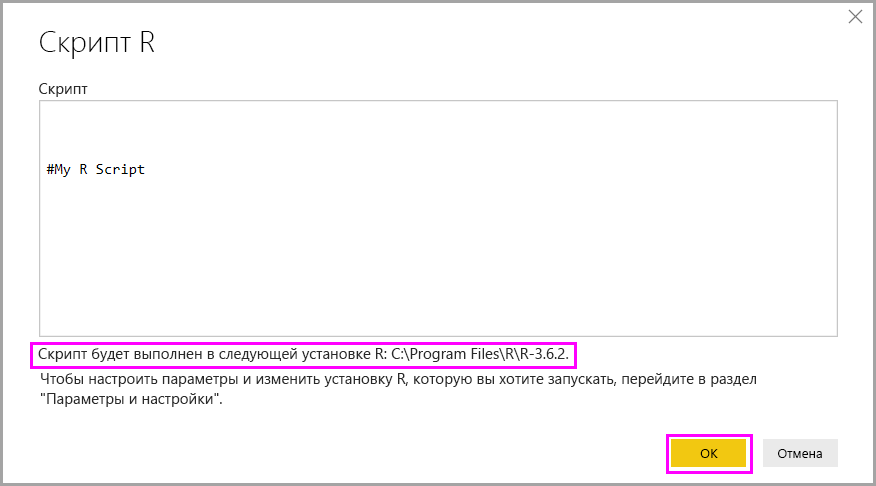 Скрипт R
Скрипт
#My R Script
Скрипт будет выполнен в следующей установке R: C:\Program Files\R\R-3.6.2.
Чтобы настроить параметры и изменить установку R, которую вы хотите запускать, перейдите в раздел
"Параметры и настройки".
ОК
Отмена